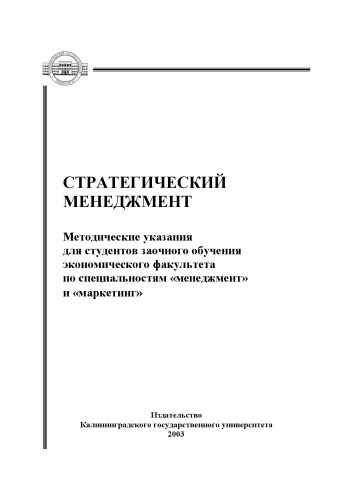 СТРАТЕГИЧЕСКИЙ
МЕНЕДЖМЕНТ
Методические указания
для студентов заочного обучения
экономического факультета
по специальностям «менеджмент»
и «маркетинг»
Издательство
Калининградского государственного университета
2003